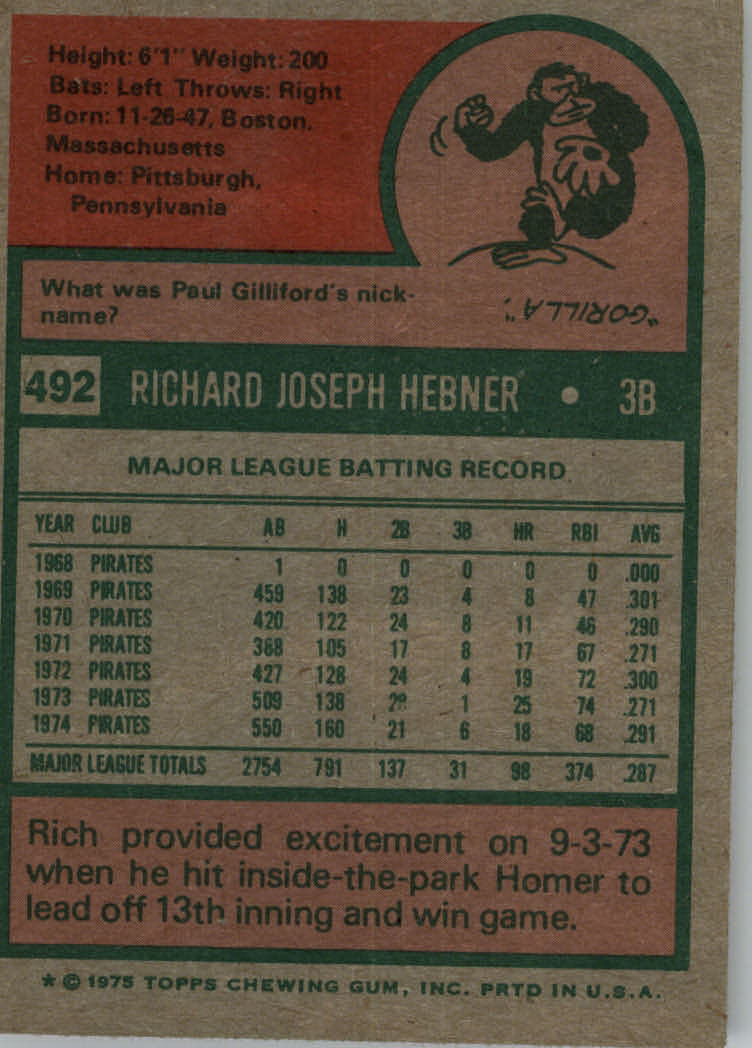 Height: 6'1" Weight: 200
Bats: Left Throws: Right
Born: 11-26-47, Boston,
Massachusetts
Home: Pittsburgh,
Pennsylvania
What was Paul Gilliford's nick-
name?
"GORILLA".
492 RICHARD JOSEPH HEBNER • 3B
MAJOR LEAGUE BATTING RECORD
YEAR CLUB AB H 2B 3B HR RBI AVG
1968 PIRATES 1 0 0 0 0 0 .000
1969 PIRATES 459 138 23 4 8 47 .301
1970 PIRATES 420 122 24 8 11 46 .290
1971 PIRATES 388 105 17 8 17 67 .271
1972 PIRATES 427 128 24 4 19 72 .300
1973 PIRATES 509 138 28 1 25 74 .271
1974 PIRATES 550 160 21 6 18 68 .291
MAJOR LEAGUE TOTALS 2754 791 137 31 98 374 .287
Rich provided excitement on 9-3-73
when he hit inside-the-park Homer to
lead off 13th inning and win game.
* © 1975 TOPPS CHEWING GUM, INC. PRTD IN U.S.A.